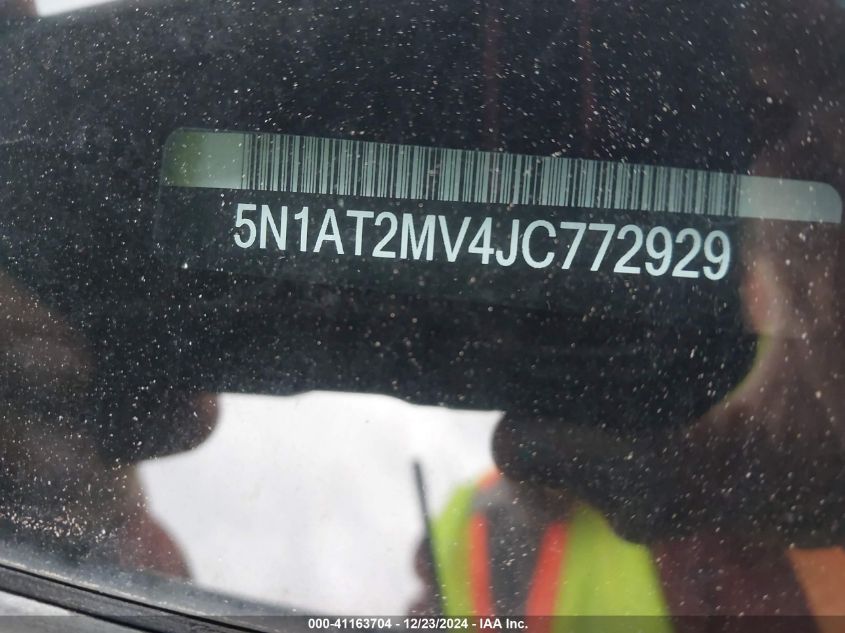 5N1AT2MV4JC772929
000-41163704 - 12/23/2024 - IAA Inc.